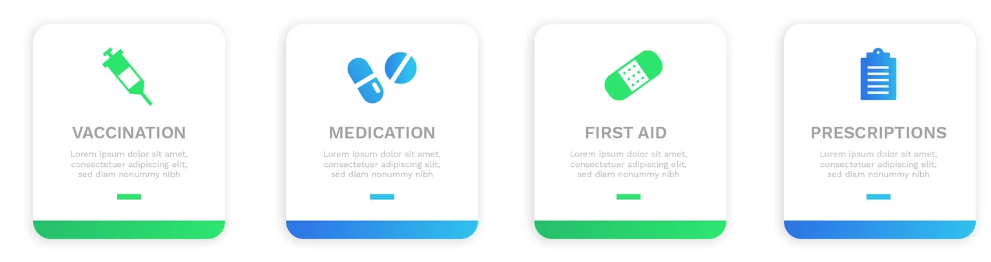 VACCINATION
Lorem ipsum dolor sit amet,
consectetuer adipiscing elit,
sed diam nonummy nibh
MEDICATION
Lorem ipsum dolor sit amet,
consectetuer adipiscing elit,
sed diam nonummy nibh
FIRST AID
Lorem ipsum dolor sit amet,
consectetuer adipiscing elit,
sed diam nonummy nibh
PRESCRIPTIONS
Lorem ipsum dolor sit amet,
consectetuer adipiscing elit,
sed diam nonummy nibh